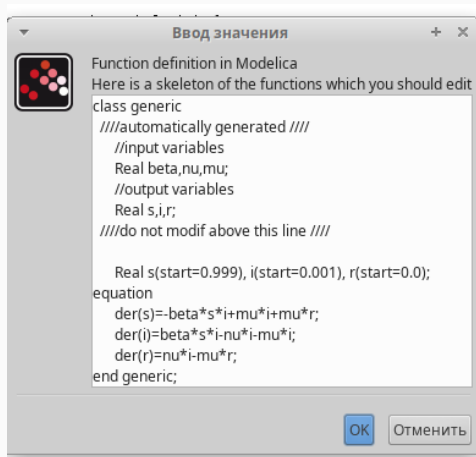 Ввод значения
Function definition in Modelica
Here is a skeleton of the functions which you should edit
class generic
////automatically generated ////
//input variables
Real beta,nu,mu;
//output variables
Real s,i,r;
////do not modif above this line ////
Real s(start=0.999), i(start=0.001), r(start=0.0);
equation
der(s)=-beta*s*i+mu*i+mu*r;
der(i)=beta*s*i-nu*i-mu*i;
der(r)=nu*i-mu*r;
end generic;
OK
Отменить